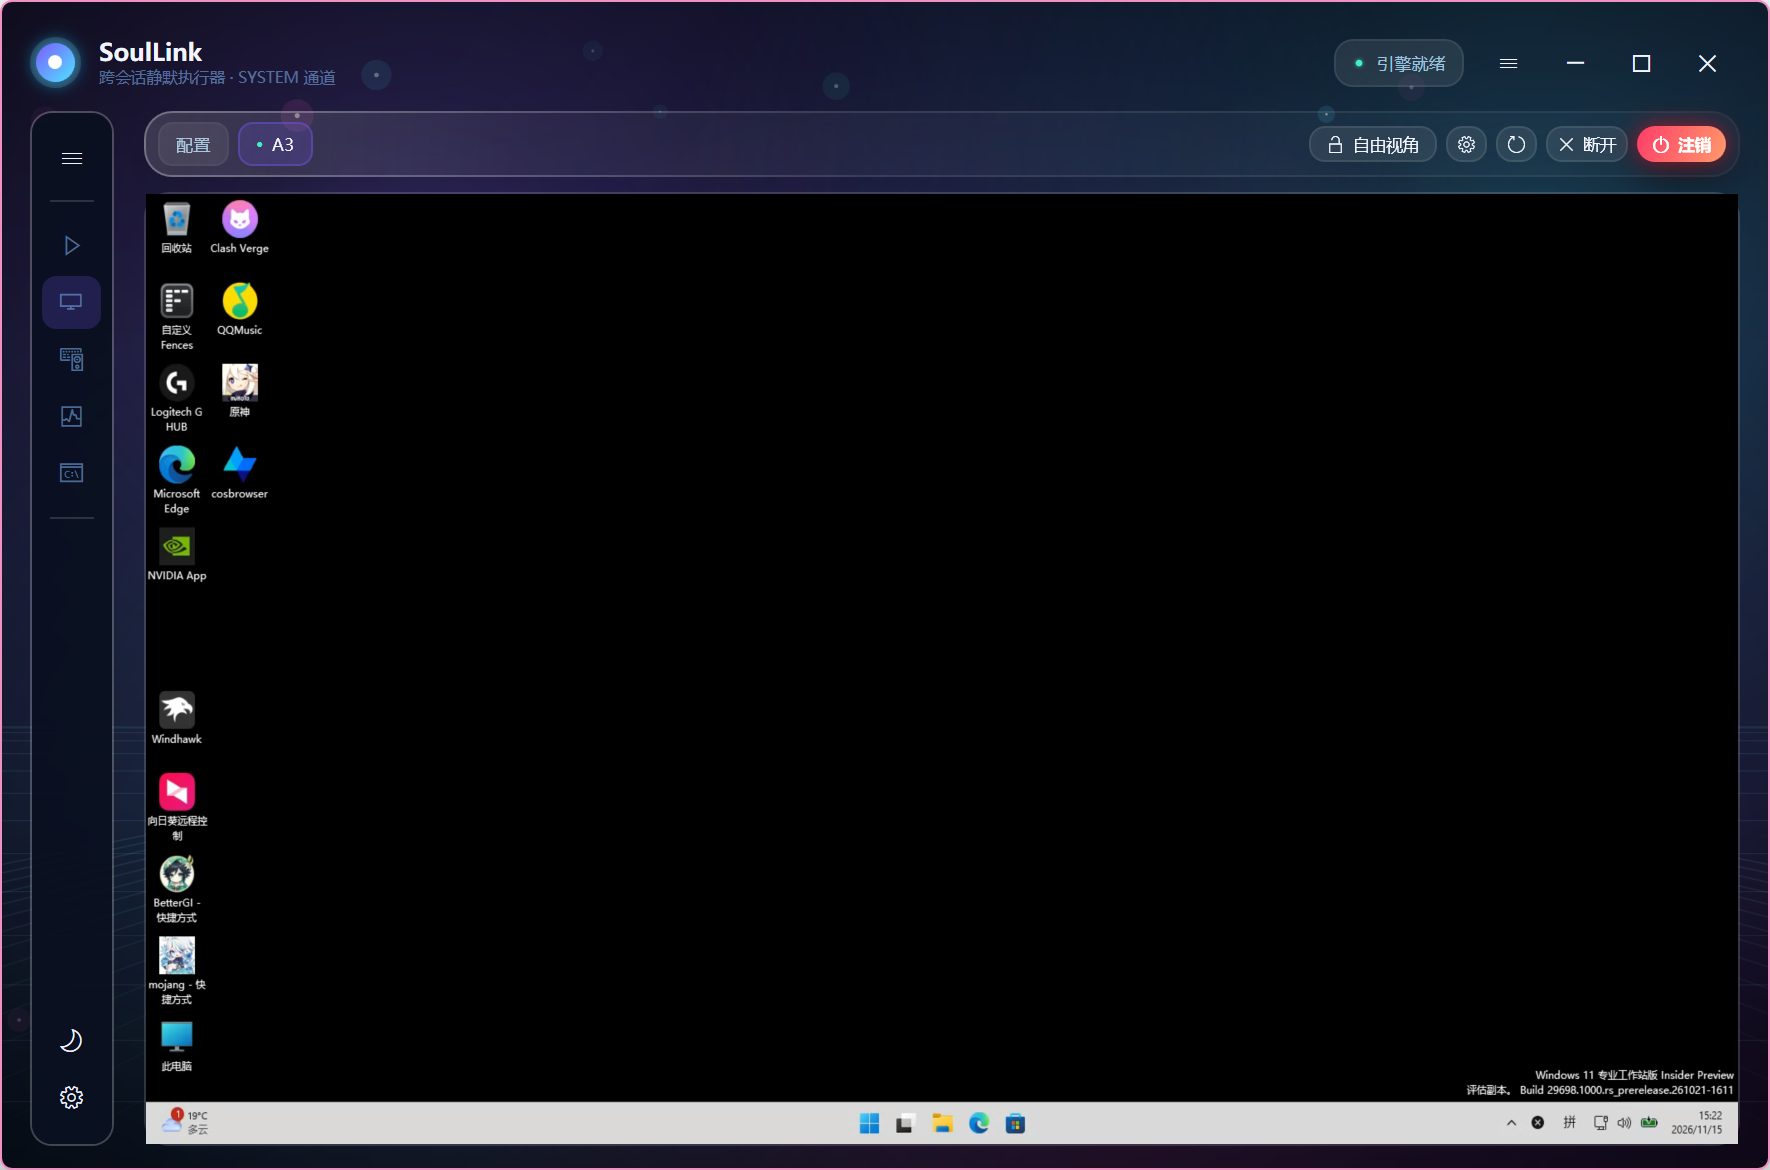 SoulLink
跨会话静默执行器 · SYSTEM 通道
引擎就绪
配置
A3
自由视角
断开
注销
回收站
Clash Verge
自定义
Fences
QQMusic
Logitech G
HUB
原神
Microsoft
Edge
cosbrowser
NVIDIA App
Windhawk
向日葵远程控
制
BetterGI -
快捷方式
mojang - 快
捷方式
此电脑
Windows 11 专业工作站版 Insider Preview
评估副本。 Build 29698.1000.rs_prerelease.261021-1611
1
19°C
多云
拼
15:22
2026/11/15